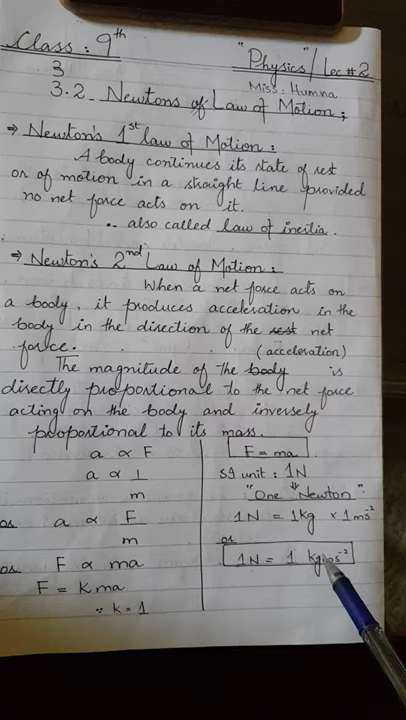 Class: 9th
"Physics"/Lec#2
3
Miss: Humna
3.2- Newtons of Law of Motion;
⇒ Newton's 1st law of Motion:
A body continues its state of rest
or of motion in a straight line provided
no net force acts on it.
∴ also called law of inertia.
⇒ Newton's 2nd Law of Motion:
When a net force acts on
a body, it produces acceleration in the
body in the direction of the net
force.
(acceleration)
The magnitude of the body is
directly proportional to the net force
acting on the body and inversely
proportional to its mass.
a ∝ F
a ∝ 1
m
or a ∝ F
m
or F ∝ ma
F = Kma
∵ k = 1
F = ma
SI unit: 1N
⇓
"One Newton"
1N = 1kg × 1ms⁻²
or
1N = 1 kgms⁻²